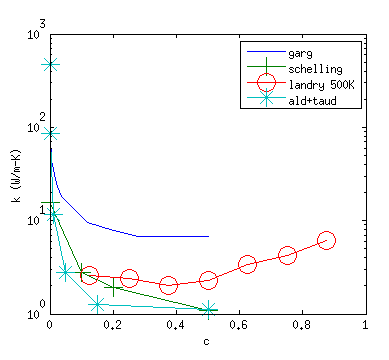 10^3
10^2
10^1
10^0
k (W/m-K)
garg
schelling
landry 500K
ald+taud
0 0.2 0.4 0.6 0.8 1
c